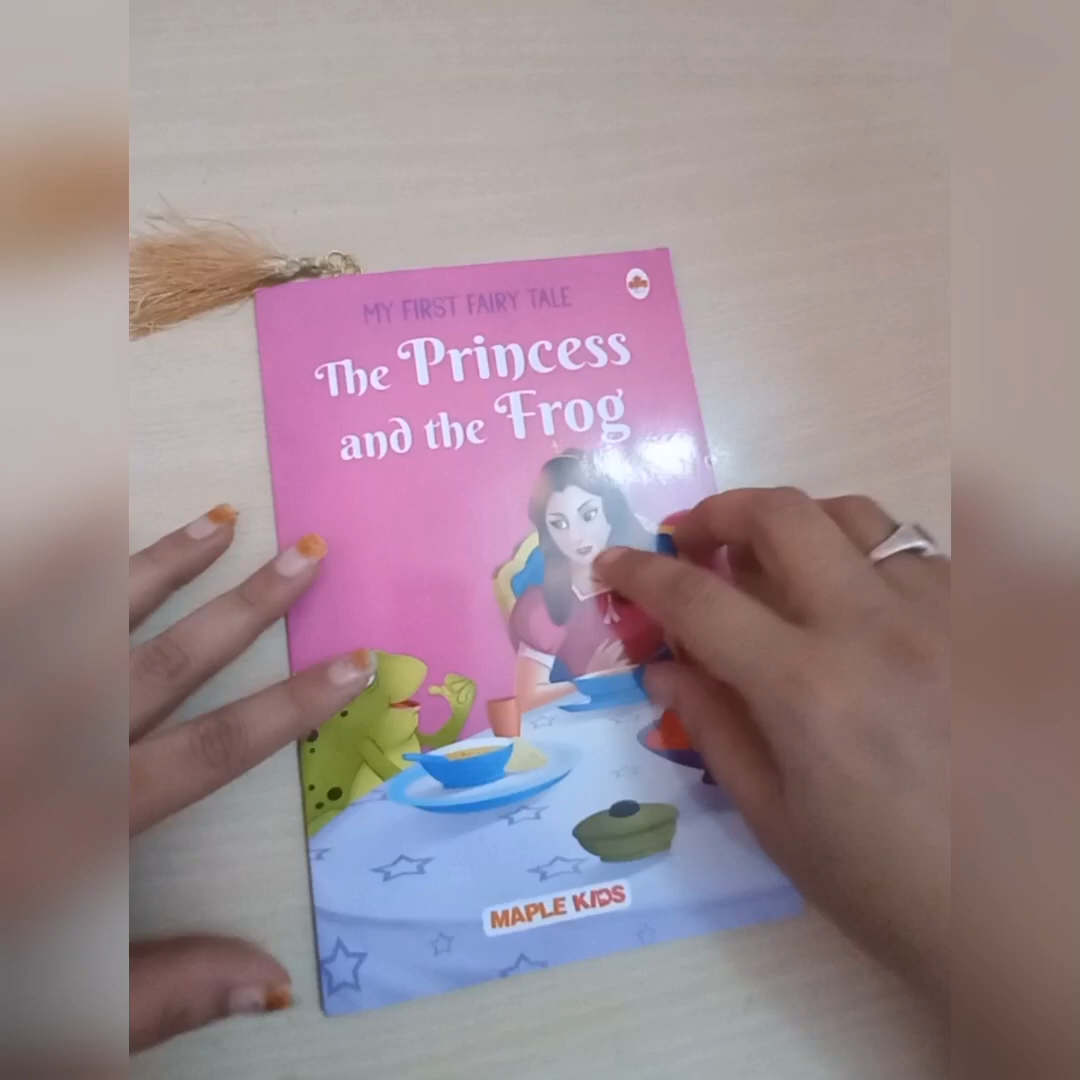 MY FIRST FAIRY TALE
The Princess
and the Frog
MAPLE KIDS